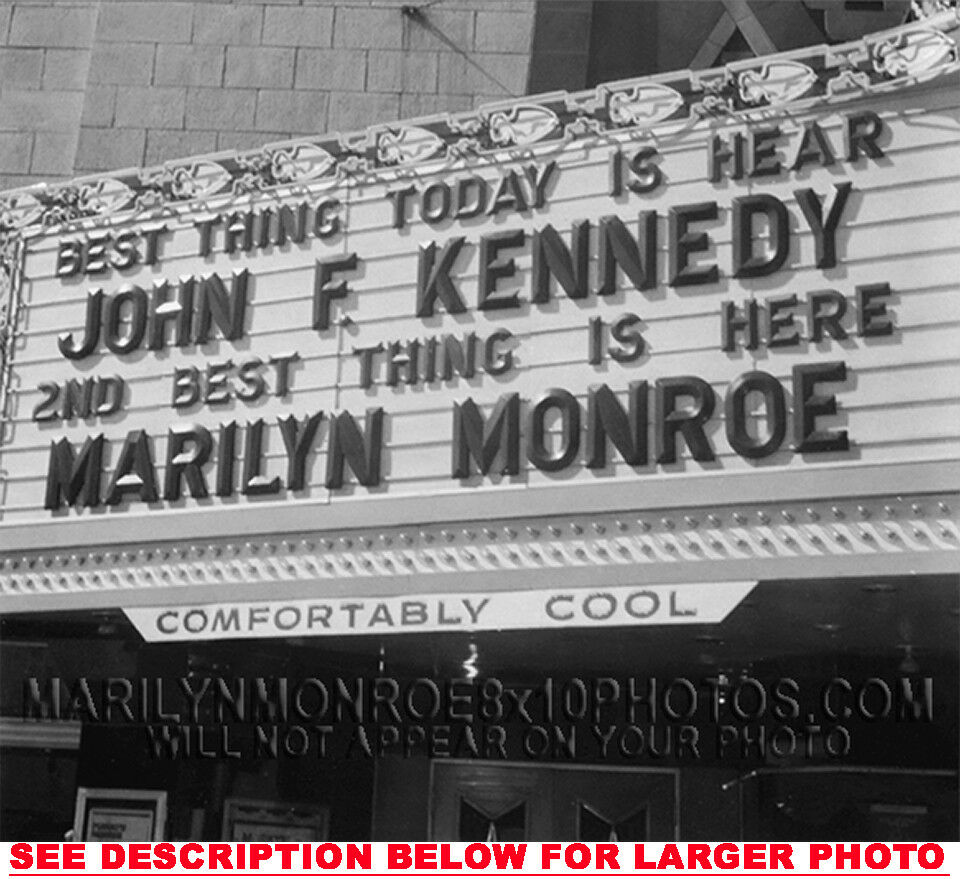 BEST THING TODAY IS HEAR
JOHN F. KENNEDY
2ND BEST THING IS HERE
MARILYN MONROE
COMFORTABLY COOL
MARILYNMONROE8x10PHOTOS.COM
WILL NOT APPEAR ON YOUR PHOTO
SEE DESCRIPTION BELOW FOR LARGER PHOTO